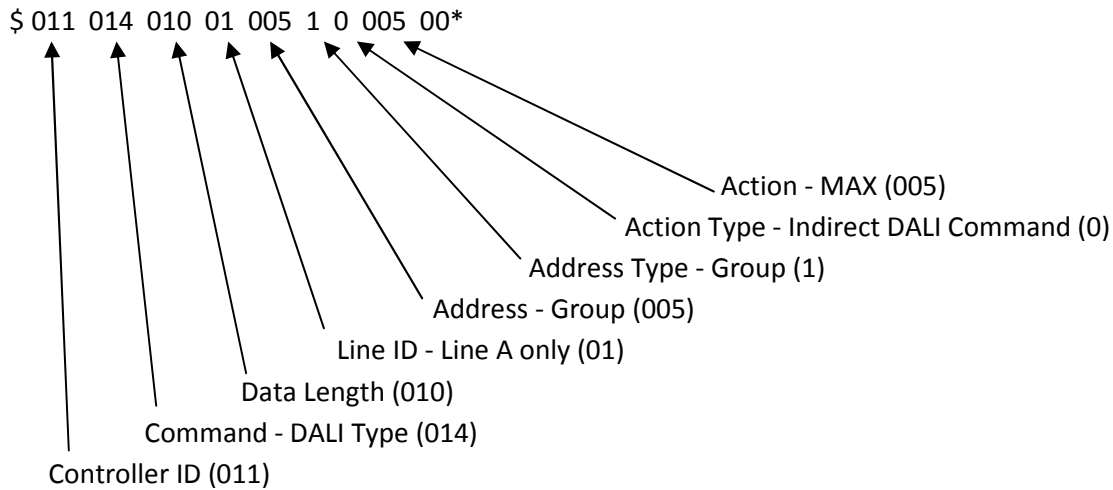 $ 011 014 010 01 005 1 0 005 00*
Action - MAX (005)
Action Type - Indirect DALI Command (0)
Address Type - Group (1)
Address - Group (005)
Line ID - Line A only (01)
Data Length (010)
Command - DALI Type (014)
Controller ID (011)